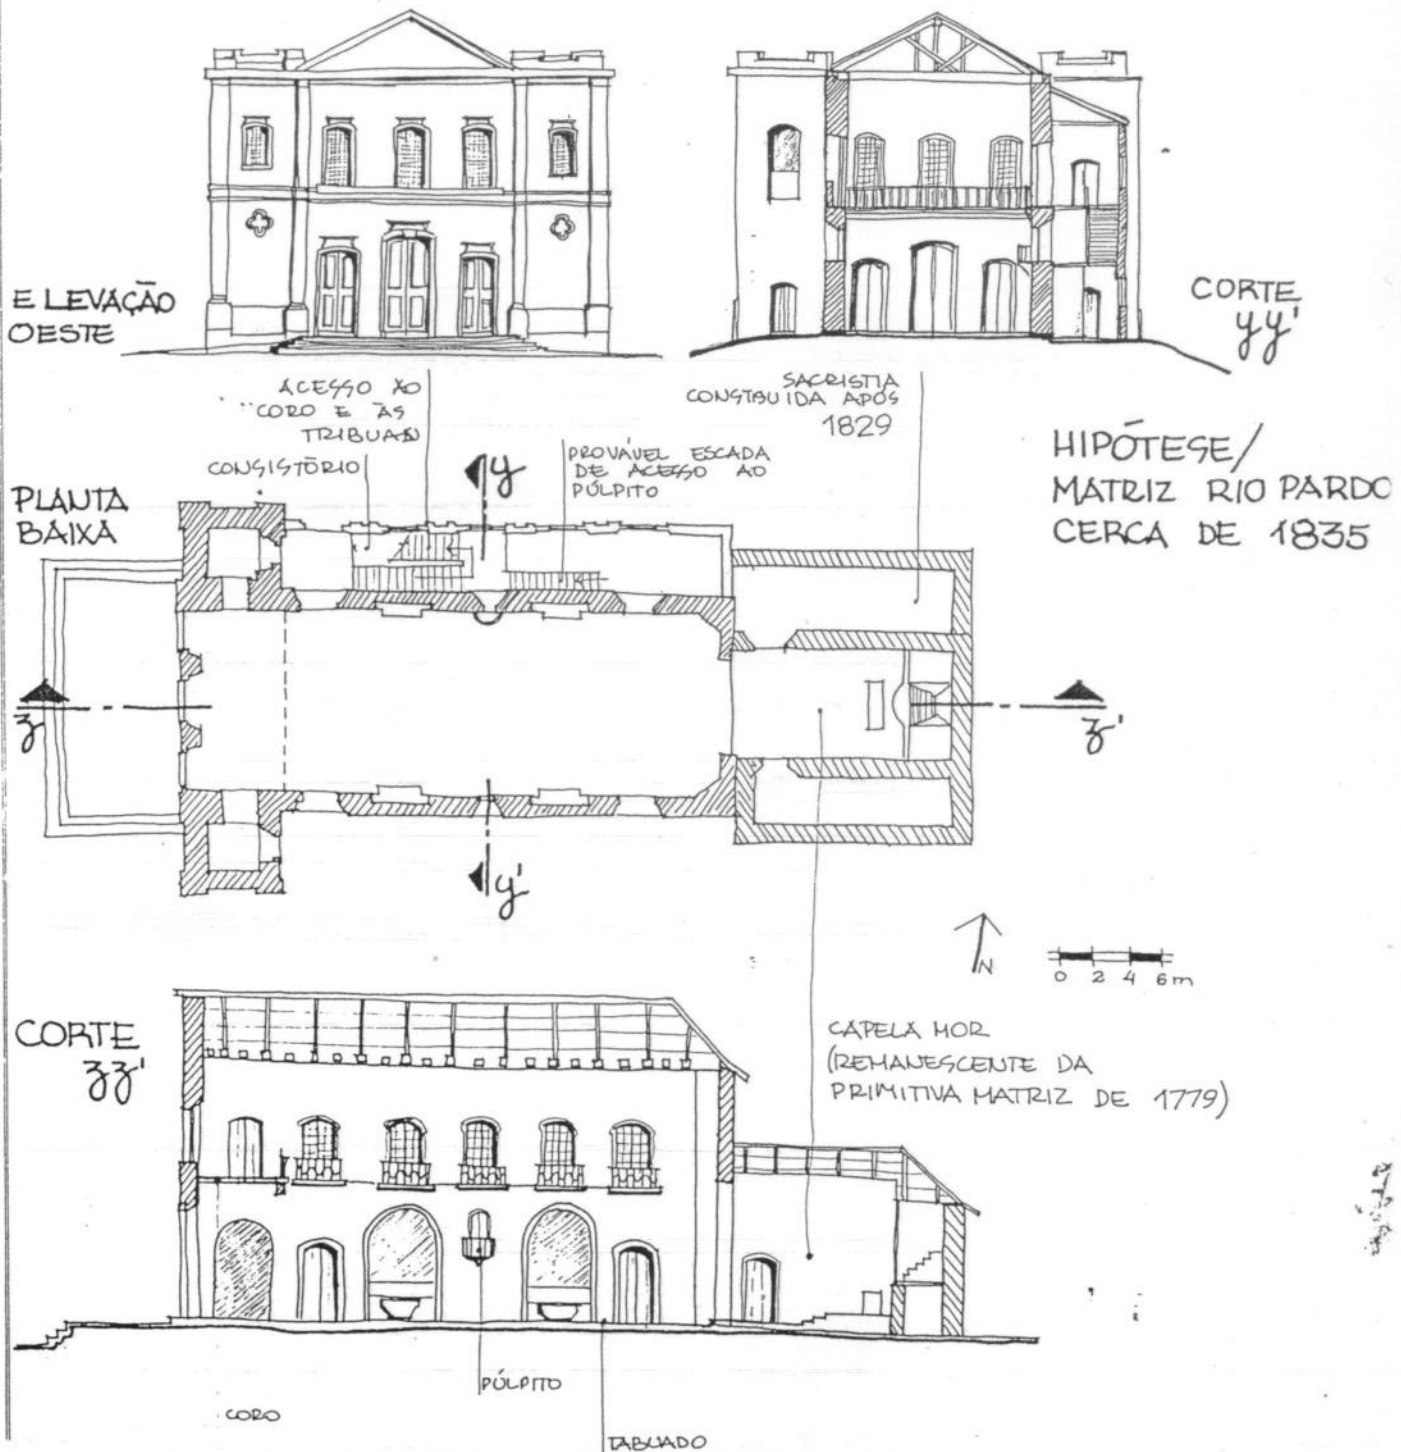 ELEVAÇÃO
OESTE
CORTE
yy'
ACESSO AO
CORO E ÀS
TRIBUAN
CONSISTÓRIO
PROVÁVEL ESCADA
DE ACESSO AO
PÚLPITO
SACRISTIA
CONSTRUIDA APÓS
1829
HIPÓTESE/
MATRIZ RIO PARDO
CERCA DE 1835
PLANTA
BAIXA
y
z
z'
y'
N
0 2 4 6m
CORTE
zz'
CAPELA MOR
(REMANESCENTE DA
PRIMITIVA MATRIZ DE 1779)
PÚLPITO
CORO
TABUADO